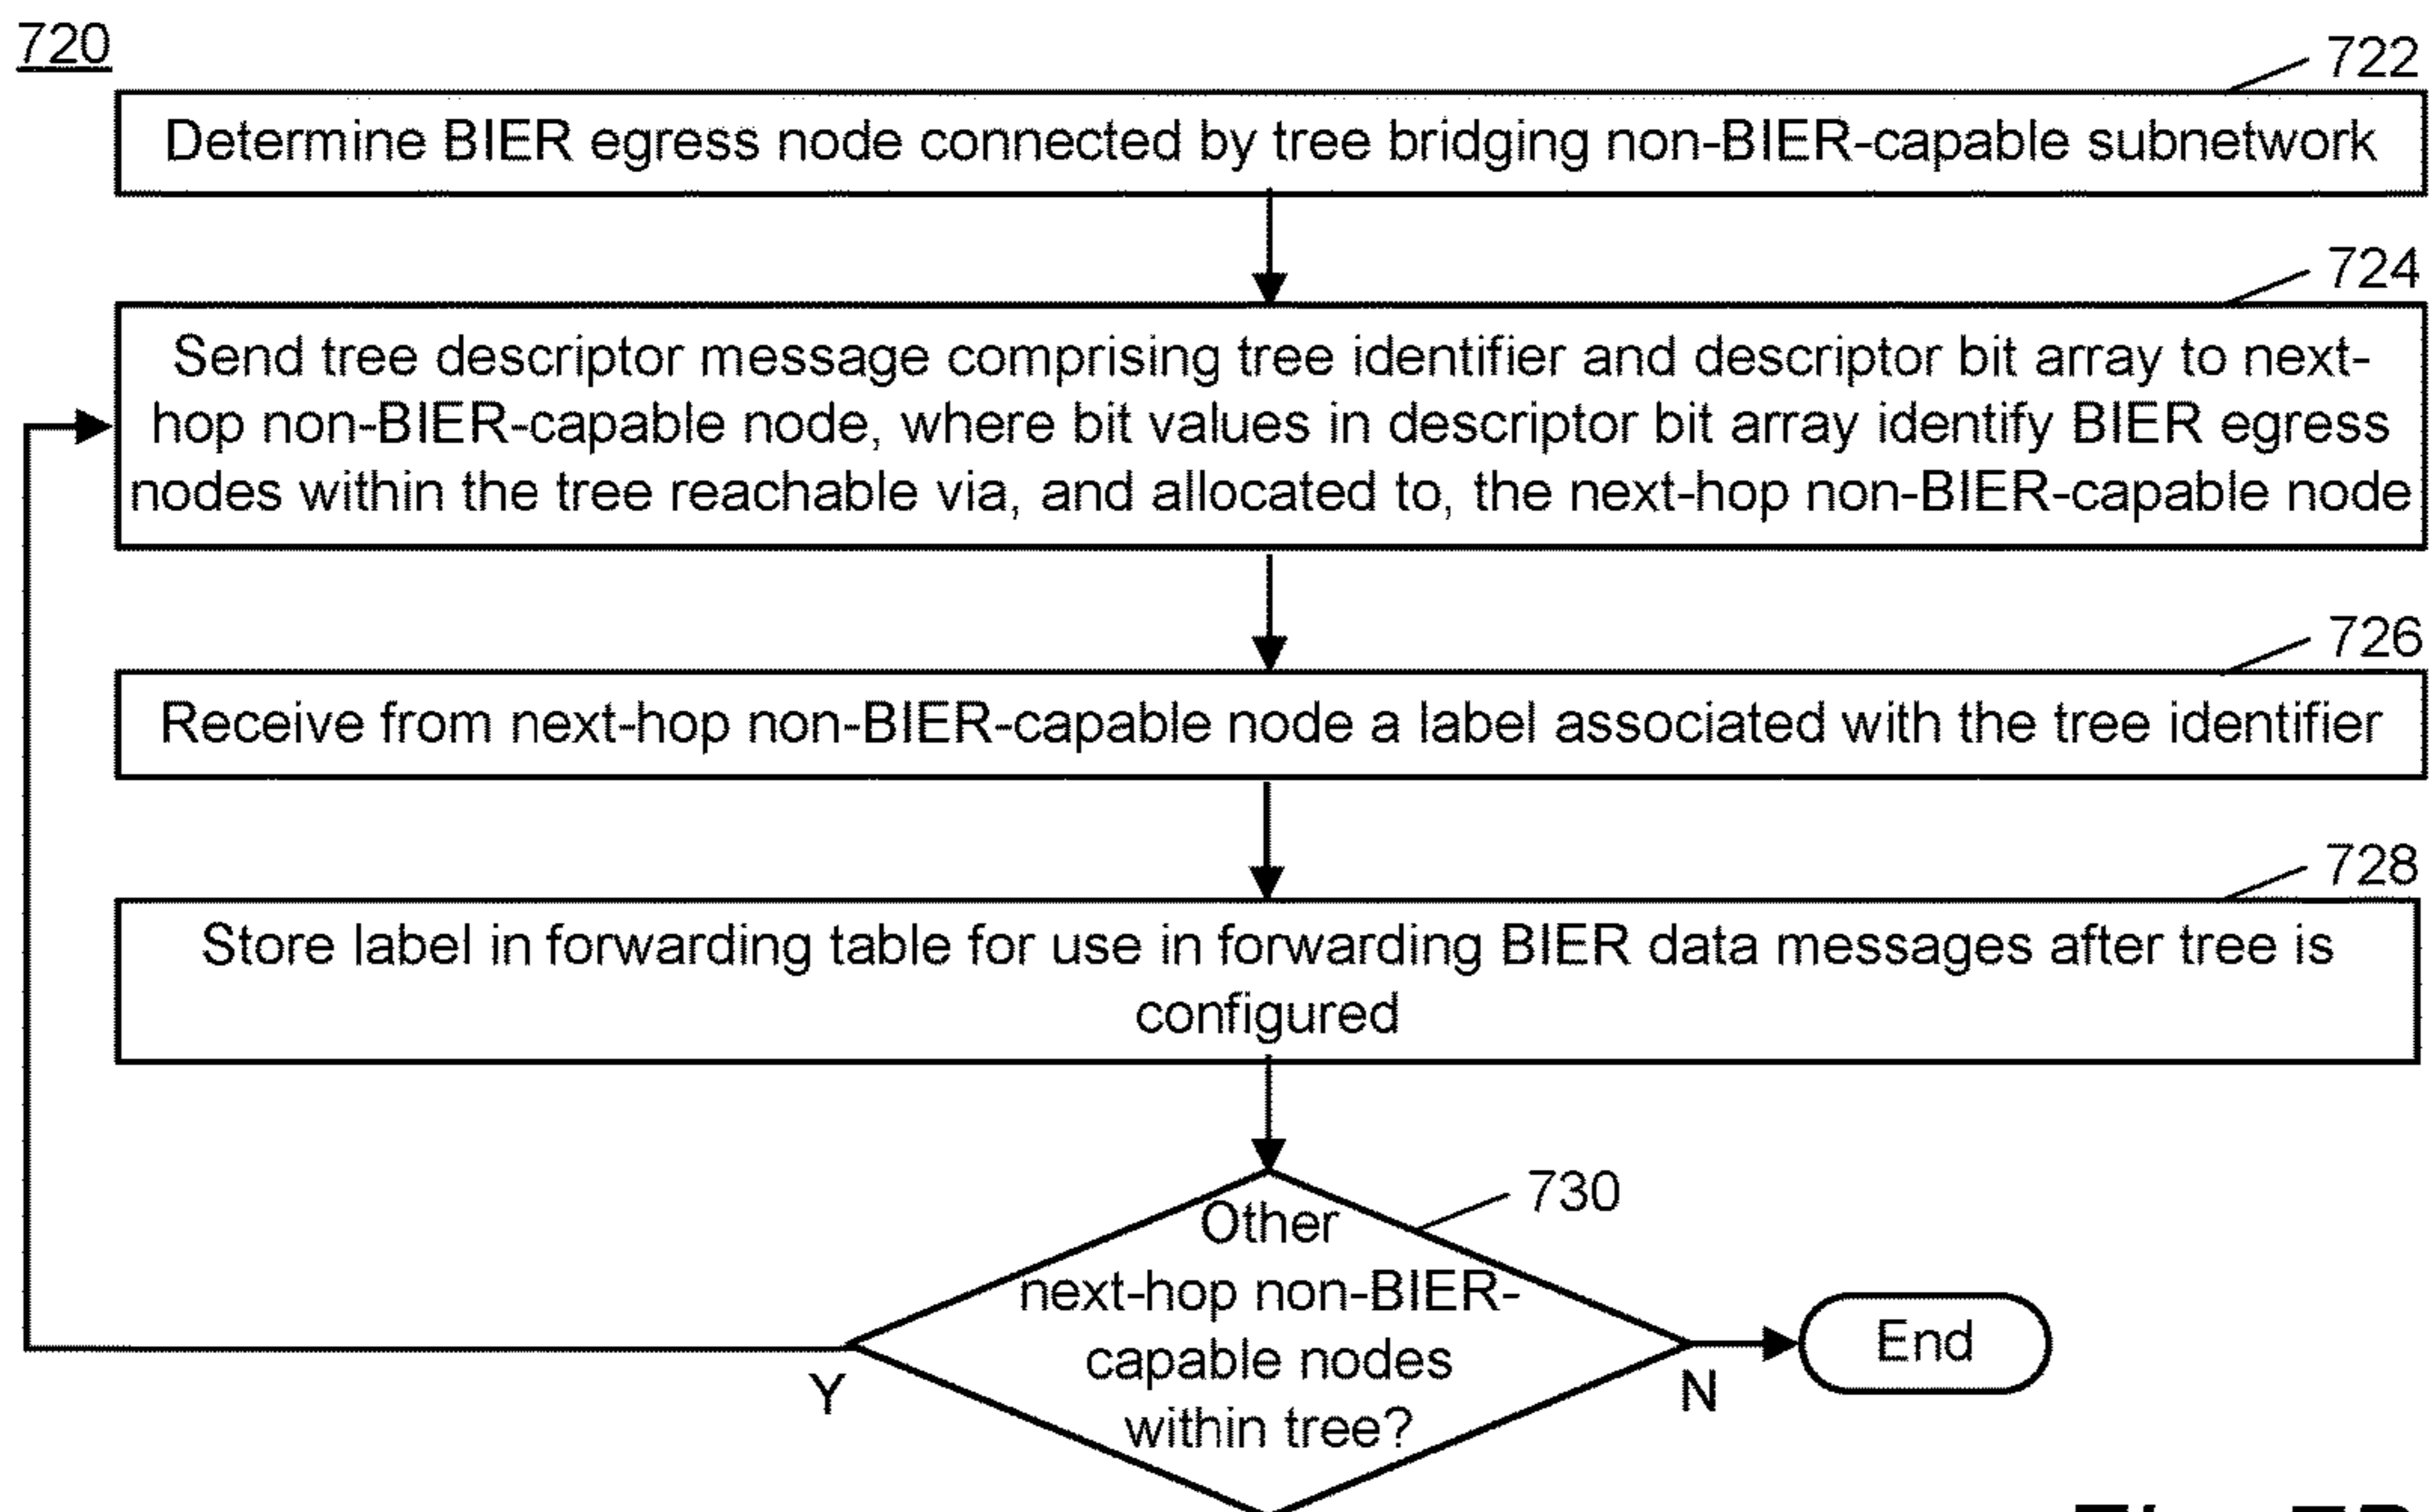 720
722
Determine BIER egress node connected by tree bridging non-BIER-capable subnetwork
724
Send tree descriptor message comprising tree identifier and descriptor bit array to next-
hop non-BIER-capable node, where bit values in descriptor bit array identify BIER egress
nodes within the tree reachable via, and allocated to, the next-hop non-BIER-capable node
726
Receive from next-hop non-BIER-capable node a label associated with the tree identifier
728
Store label in forwarding table for use in forwarding BIER data messages after tree is
configured
730
Other
next-hop non-BIER-
capable nodes
within tree?
Y
N
End